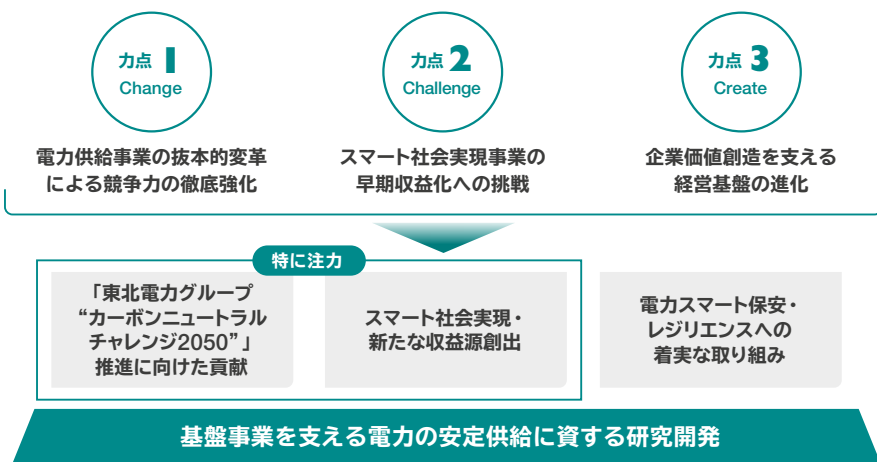 力点 1
Change
力点 2
Challenge
力点 3
Create
電力供給事業の抜本的変革
による競争力の徹底強化
スマート社会実現事業の
早期収益化への挑戦
企業価値創造を支える
経営基盤の進化
特に注力
「東北電力グループ
“カーボンニュートラル
チャレンジ2050”」
推進に向けた貢献
スマート社会実現・
新たな収益源創出
電力スマート保安・
レジリエンスへの
着実な取り組み
基盤事業を支える電力の安定供給に資する研究開発